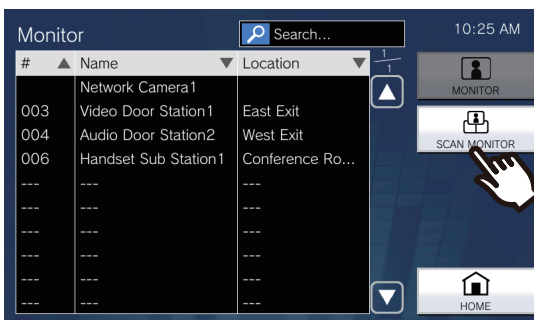 Monitor
Search...
10:25 AM
# Name Location
1
1
Network Camera1
003 Video Door Station1 East Exit
004 Audio Door Station2 West Exit
006 Handset Sub Station1 Conference Ro...
--- --- ---
--- --- ---
--- --- ---
--- --- ---
--- --- ---
--- --- ---
MONITOR
SCAN MONITOR
HOME